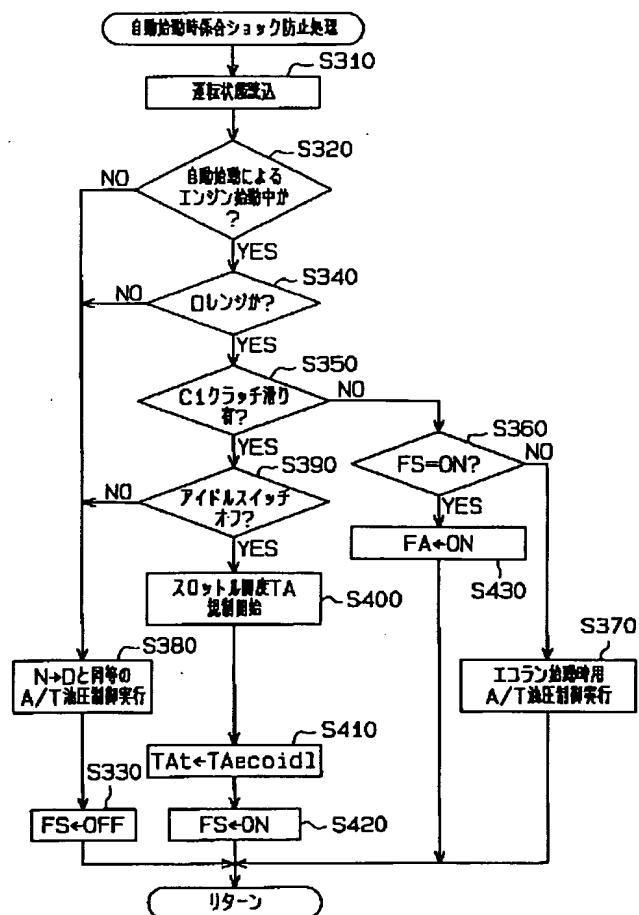 自動始動時係合ショック防止処理
S310
運転状態読込
S320
自動始動による
エンジン始動中か
?
NO
YES
S340
Dレンジか?
NO
YES
S350
C1クラッチ滑り
有?
NO
YES
S360
FS=ON?
NO
YES
S390
アイドルスイッチ
オフ?
NO
YES
FA←ON
S430
スロットル開度TA
規制開始
S400
S380
N→Dと同等の
A/T油圧制御実行
S370
エコラン始動時用
A/T油圧制御実行
S410
TAt←TAecoidl
S330
FS←OFF
FS←ON
S420
リターン